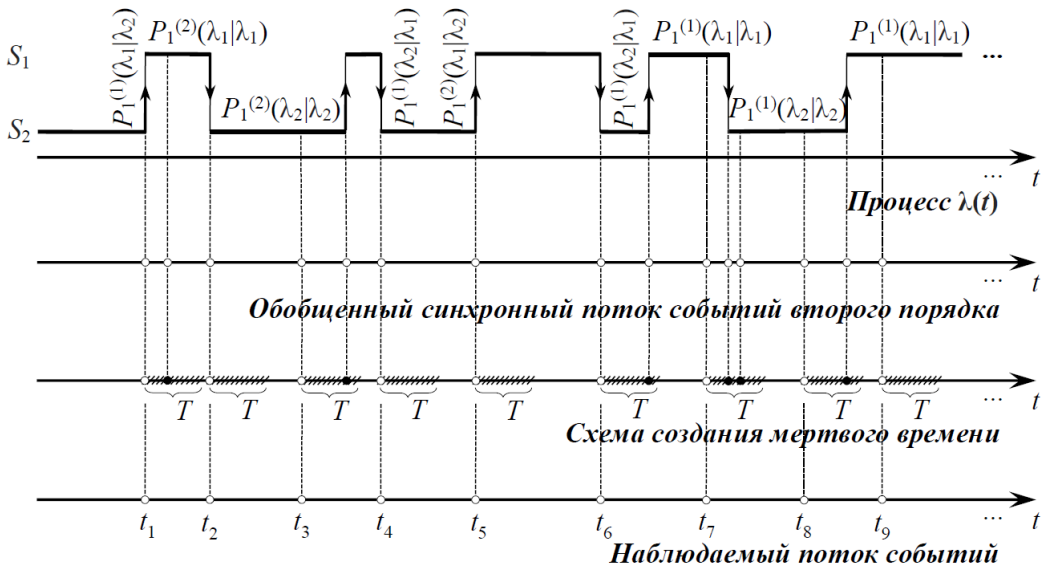 P₁⁽¹⁾(λ₁|λ₂)
P₁⁽²⁾(λ₁|λ₁)
P₁⁽¹⁾(λ₂|λ₁)
P₁⁽²⁾(λ₁|λ₂)
P₁⁽¹⁾(λ₂|λ₁)
P₁⁽¹⁾(λ₁|λ₁)
P₁⁽¹⁾(λ₁|λ₁)
S₁
...
P₁⁽²⁾(λ₂|λ₂)
P₁⁽¹⁾(λ₂|λ₂)
S₂
... t
Процесс λ(t)
... t
Обобщенный синхронный поток событий второго порядка
T T T T T T T T T ... t
Схема создания мертвого времени
t₁ t₂ t₃ t₄ t₅ t₆ t₇ t₈ t₉ ... t
Наблюдаемый поток событий